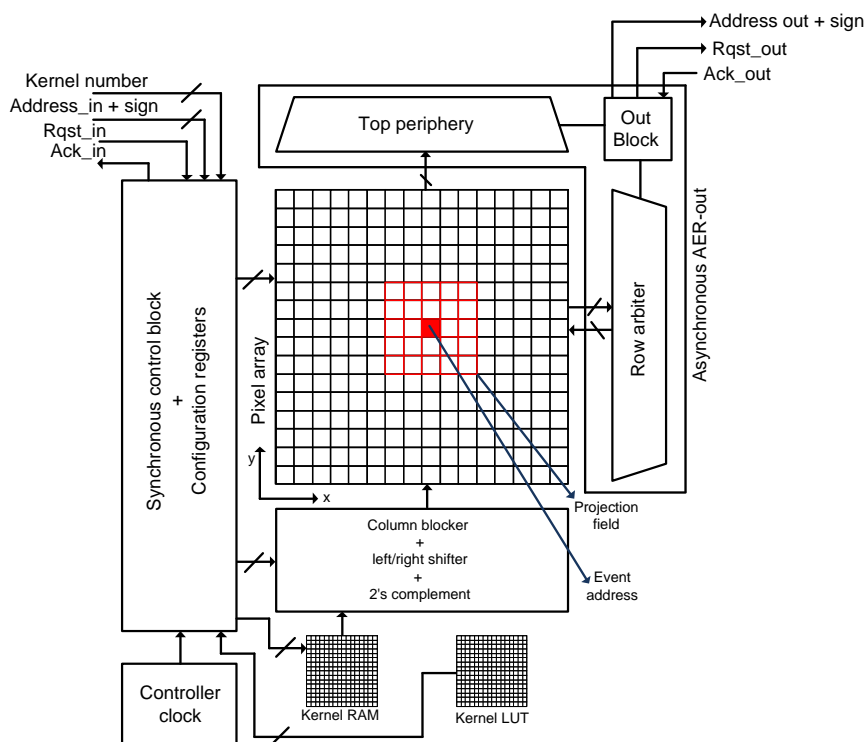 Address out + sign
Rqst_out
Ack_out
Kernel number
Address_in + sign
Rqst_in
Ack_in
Top periphery
Out
Block
Synchronous control block
+
Configuration registers
Pixel array
Row arbiter
Asynchronous AER-out
y
x
Projection
field
Column blocker
+
left/right shifter
+
2's complement
Event
address
Controller
clock
Kernel RAM
Kernel LUT